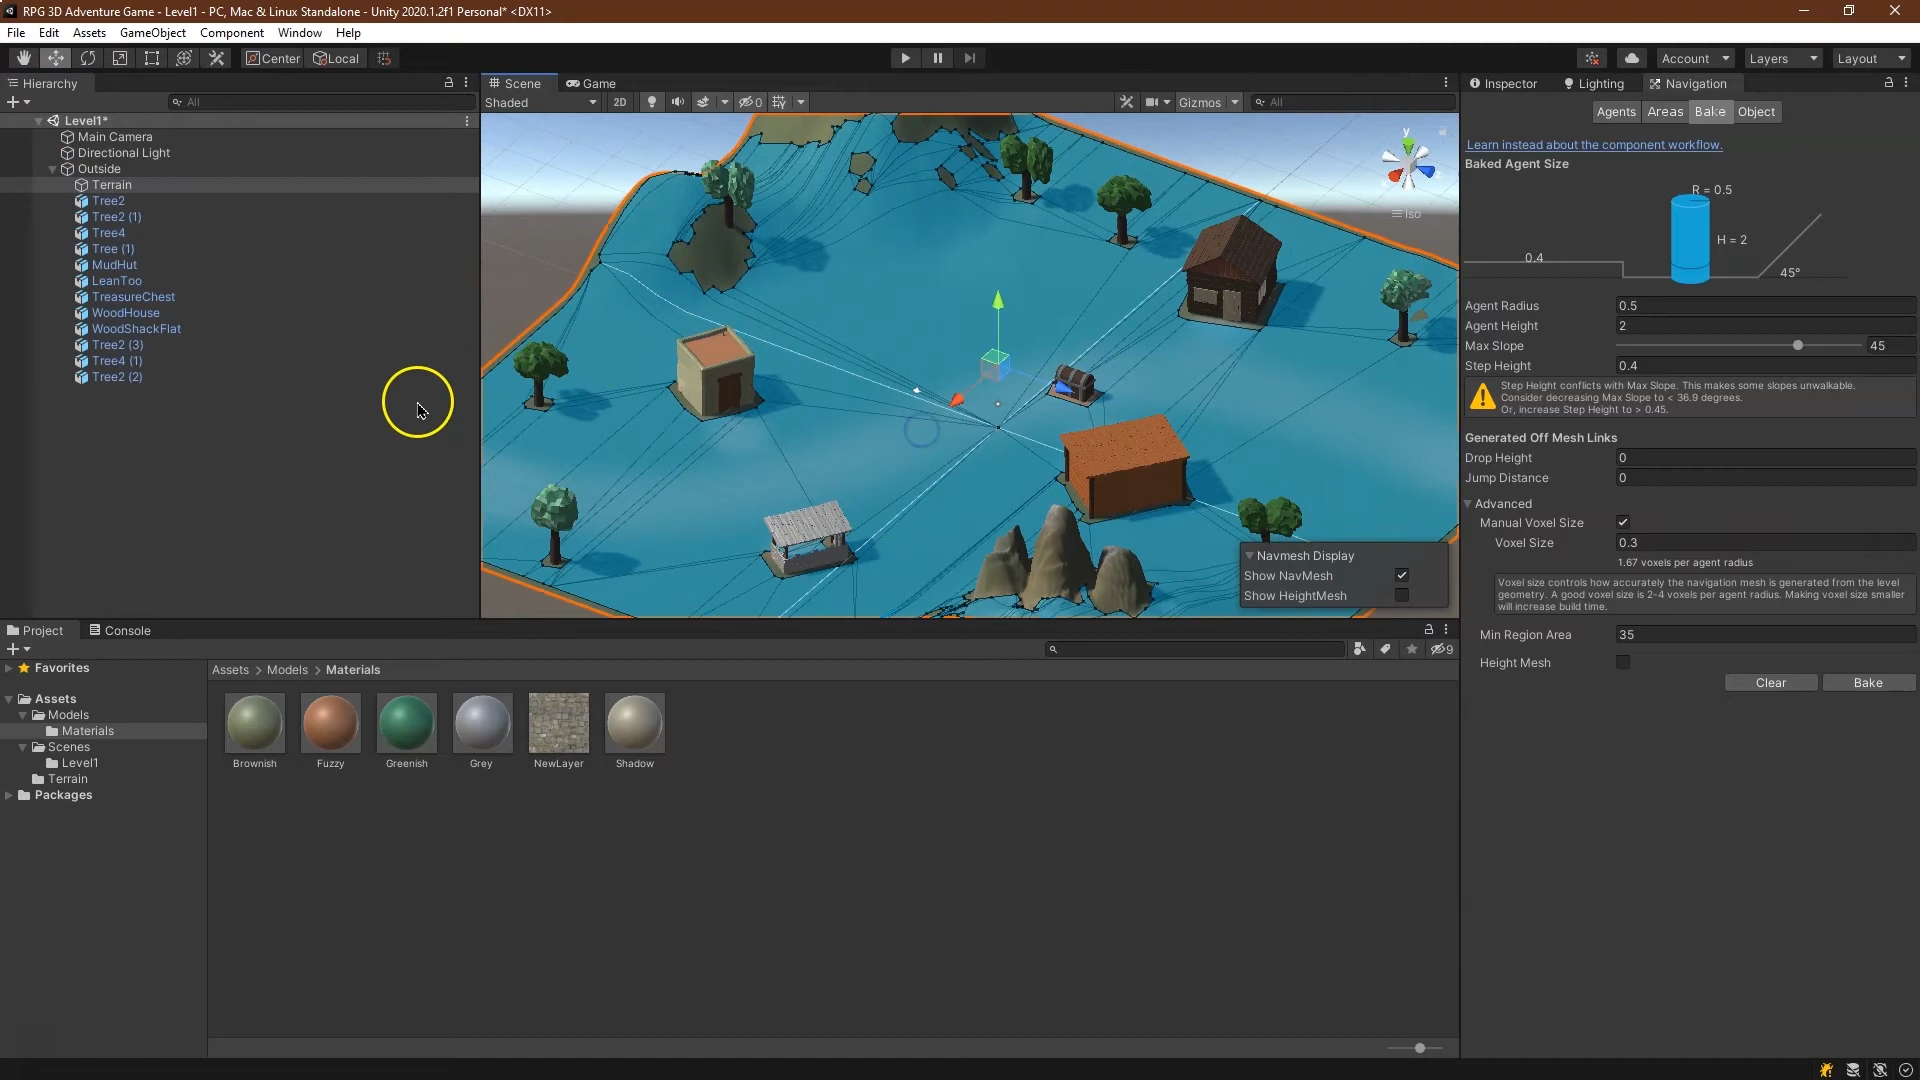 RPG 3D Adventure Game - Level1 - PC, Mac & Linux Standalone - Unity 2020.1.2f1 Personal* <DX11>
File Edit Assets GameObject Component Window Help
Center Local Account Layers Layout
Hierarchy
All
Level1*
Main Camera
Directional Light
Outside
Terrain
Tree2
Tree2 (1)
Tree4
Tree (1)
MudHut
LeanToo
TreasureChest
WoodHouse
WoodShackFlat
Tree2 (3)
Tree4 (1)
Tree2 (2)
Scene Game
Shaded 2D 0 Gizmos All
y
Iso
Navmesh Display
Show NavMesh
Show HeightMesh
Inspector Lighting Navigation
Agents Areas Bake Object
Learn instead about the component workflow.
Baked Agent Size
R = 0.5
H = 2
0.4
45°
Agent Radius 0.5
Agent Height 2
Max Slope 45
Step Height 0.4
Step Height conflicts with Max Slope. This makes some slopes unwalkable.
Consider decreasing Max Slope to < 36.9 degrees.
Or, increase Step Height to > 0.45.
Generated Off Mesh Links
Drop Height 0
Jump Distance 0
Advanced
Manual Voxel Size
Voxel Size 0.3
1.67 voxels per agent radius
Voxel size controls how accurately the navigation mesh is generated from the level
geometry. A good voxel size is 2-4 voxels per agent radius. Making voxel size smaller
will increase build time.
Min Region Area 35
Height Mesh
Clear Bake
Project Console
9
Favorites
Assets
Models
Materials
Scenes
Level1
Terrain
Packages
Assets > Models > Materials
Brownish Fuzzy Greenish Grey NewLayer Shadow